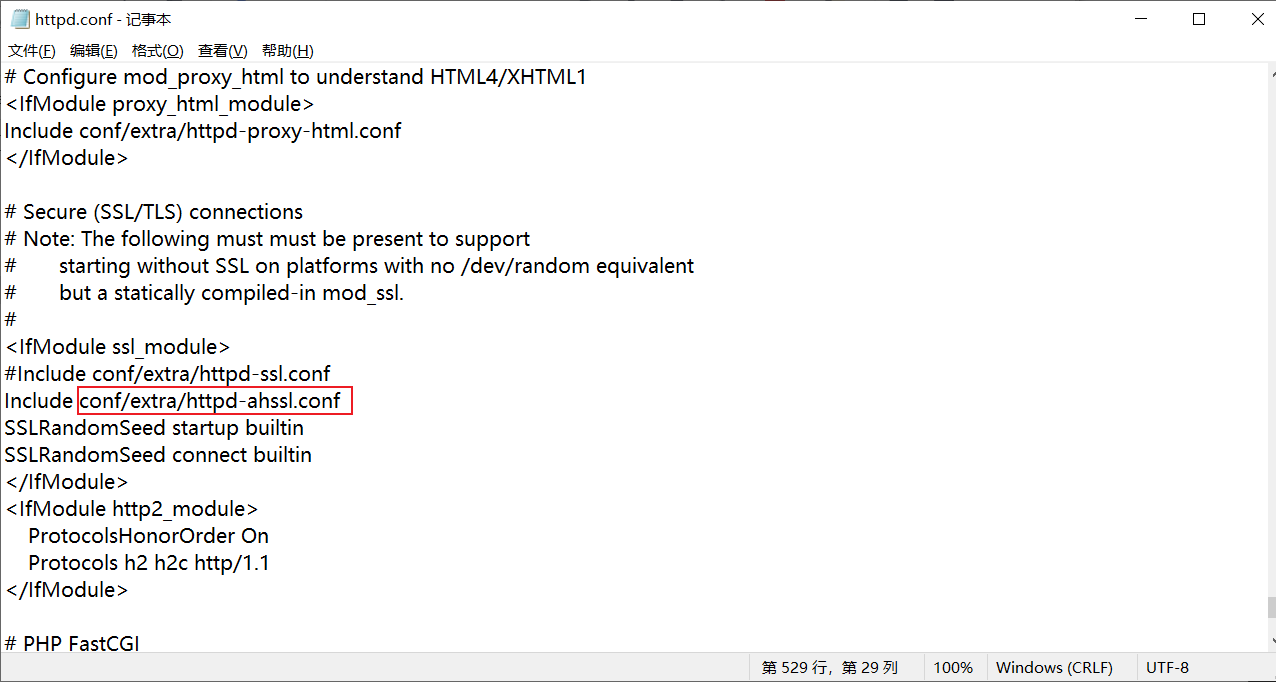 httpd.conf - 记事本
文件(F) 编辑(E) 格式(O) 查看(V) 帮助(H)
# Configure mod_proxy_html to understand HTML4/XHTML1
<IfModule proxy_html_module>
Include conf/extra/httpd-proxy-html.conf
</IfModule>
# Secure (SSL/TLS) connections
# Note: The following must must be present to support
#       starting without SSL on platforms with no /dev/random equivalent
#       but a statically compiled-in mod_ssl.
#
<IfModule ssl_module>
#Include conf/extra/httpd-ssl.conf
Include conf/extra/httpd-ahssl.conf
SSLRandomSeed startup builtin
SSLRandomSeed connect builtin
</IfModule>
<IfModule http2_module>
    ProtocolsHonorOrder On
    Protocols h2 h2c http/1.1
</IfModule>
# PHP FastCGI
第 529 行，第 29 列 100% Windows (CRLF) UTF-8